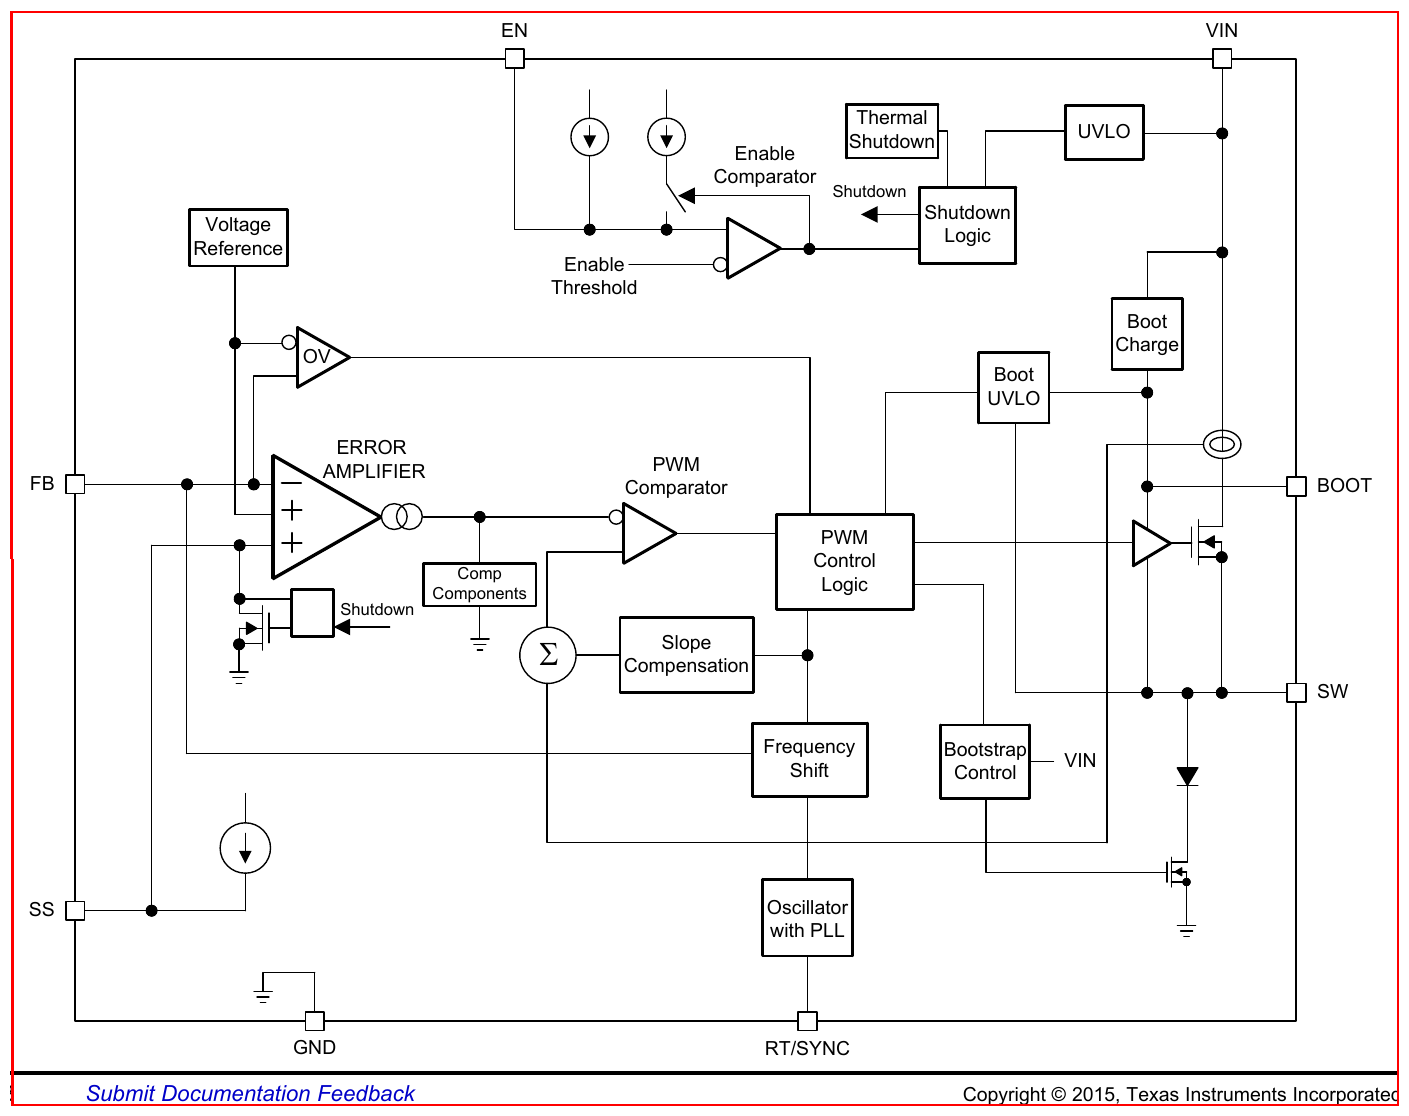 EN
VIN
Thermal
Shutdown
UVLO
Enable
Comparator
Shutdown
Shutdown
Logic
Voltage
Reference
Enable
Threshold
Boot
Charge
OV
Boot
UVLO
ERROR
AMPLIFIER
PWM
Comparator
FB
−
+
+
BOOT
PWM
Control
Logic
Comp
Components
Shutdown
Σ
Slope
Compensation
SW
Frequency
Shift
Bootstrap
Control
VIN
SS
Oscillator
with PLL
GND
RT/SYNC
Submit Documentation Feedback
Copyright © 2015, Texas Instruments Incorporated